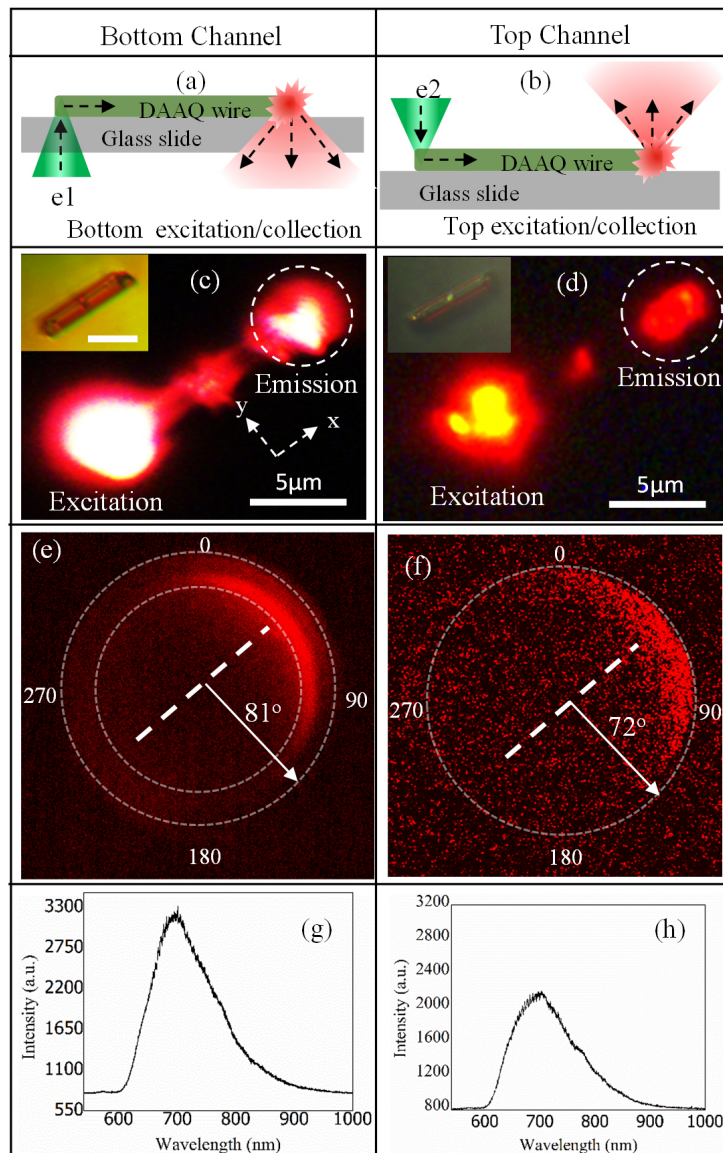 Bottom Channel
Top Channel
(a)
DAAQ wire
Glass slide
e1
Bottom excitation/collection
(b)
e2
DAAQ wire
Glass slide
Top excitation/collection
(c)
Emission
y
x
Excitation
5μm
(d)
Emission
Excitation
5μm
(e)
0
270
90
81°
180
(f)
0
270
90
72°
180
(g)
3300
2750
2200
1650
1100
550
Intensity (a.u.)
600 700 800 900 1000
Wavelength (nm)
(h)
3200
2800
2400
2000
1600
1200
800
Intensity (a.u.)
600 700 800 900 1000
Wavelength (nm)